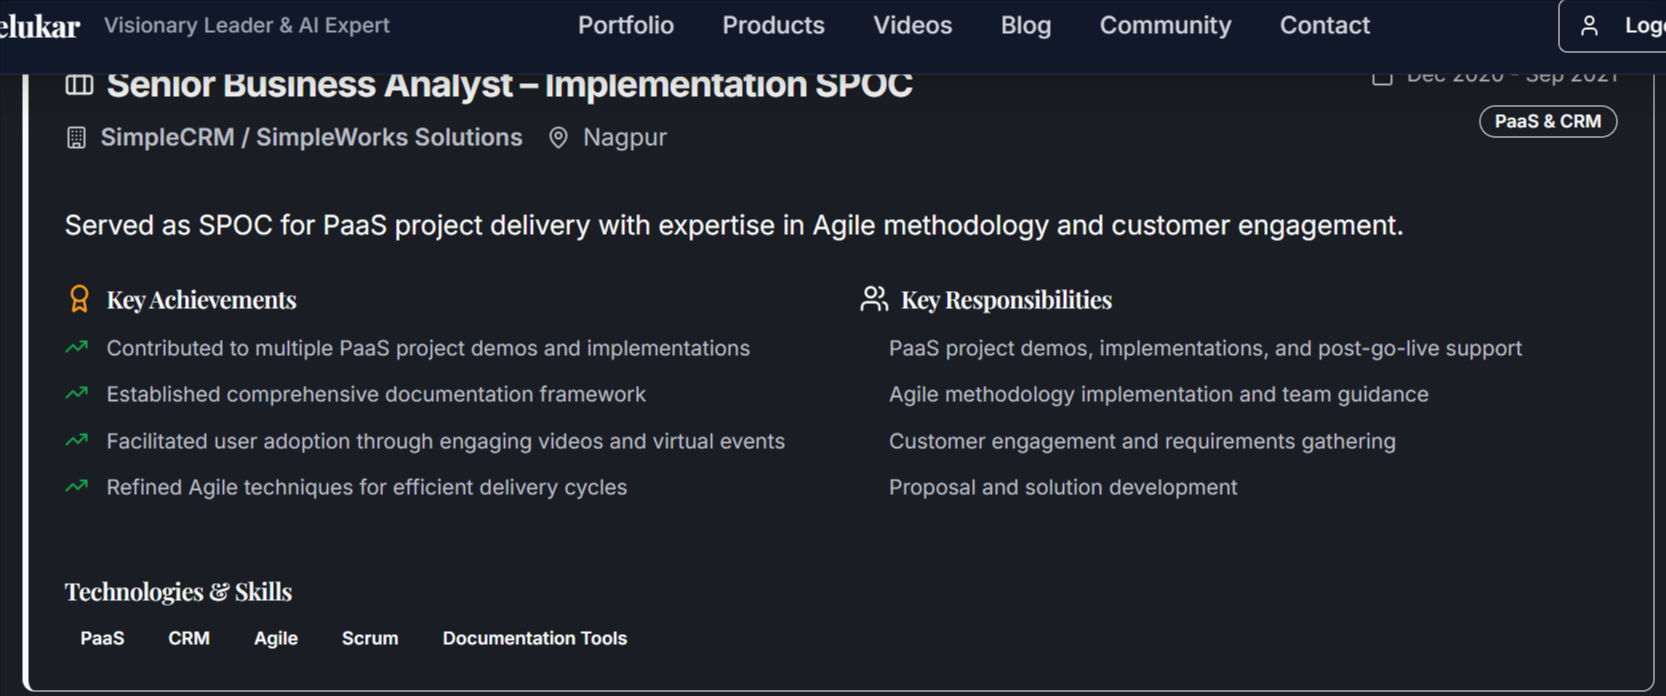 elukar Visionary Leader & AI Expert Portfolio Products Videos Blog Community Contact
Senior Business Analyst – Implementation SPOC Dec 2020 - Sep 2021
SimpleCRM / SimpleWorks Solutions Nagpur
PaaS & CRM
Served as SPOC for PaaS project delivery with expertise in Agile methodology and customer engagement.
Key Achievements
Contributed to multiple PaaS project demos and implementations
Established comprehensive documentation framework
Facilitated user adoption through engaging videos and virtual events
Refined Agile techniques for efficient delivery cycles
Key Responsibilities
PaaS project demos, implementations, and post-go-live support
Agile methodology implementation and team guidance
Customer engagement and requirements gathering
Proposal and solution development
Technologies & Skills
PaaS CRM Agile Scrum Documentation Tools